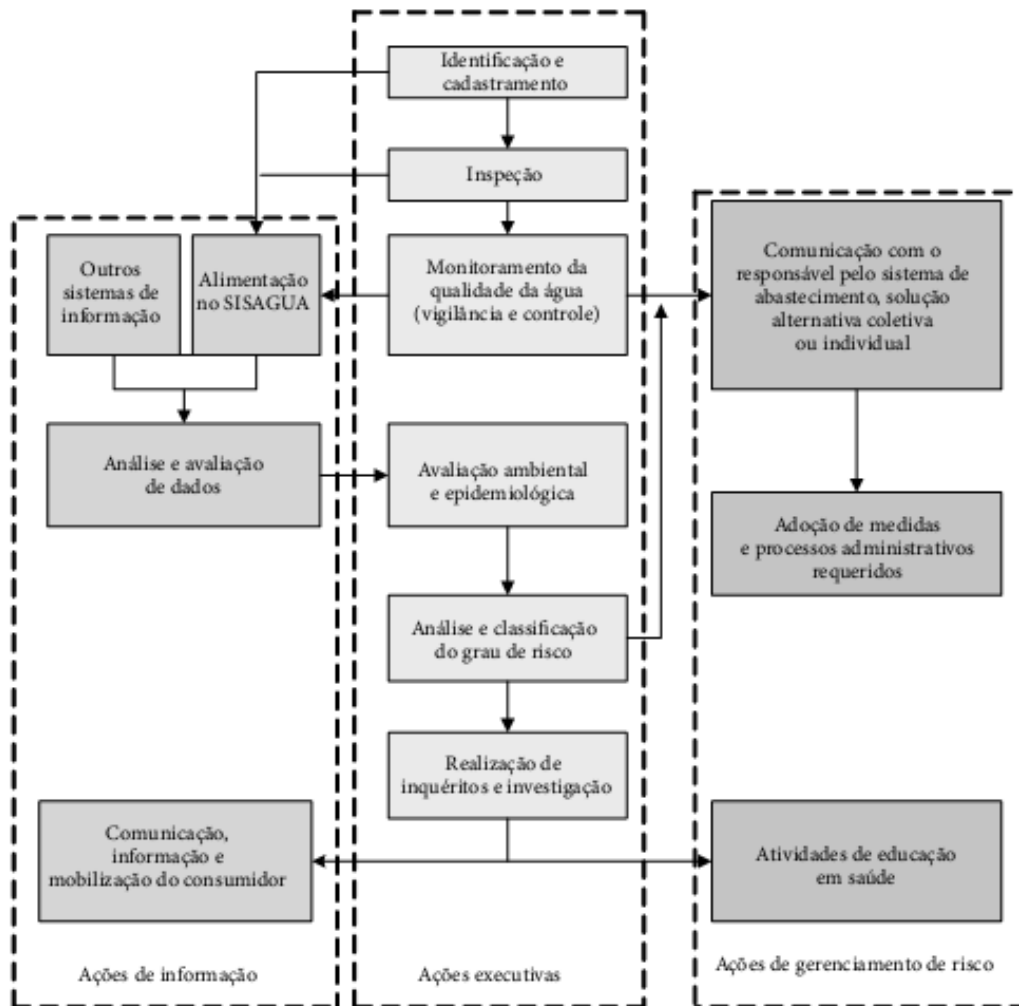 Identificação e
cadastramento
Inspeção
Outros
sistemas de
informação
Alimentação
no SISAGUA
Monitoramento da
qualidade da água
(vigilância e controle)
Comunicação com o
responsável pelo sistema de
abastecimento, solução
alternativa coletiva
ou individual
Análise e avaliação
de dados
Avaliação ambiental
e epidemiológica
Adoção de medidas
e processos administrativos
requeridos
Análise e classificação
do grau de risco
Realização de
inquéritos e investigação
Comunicação,
informação e
mobilização do consumidor
Atividades de educação
em saúde
Ações de informação
Ações executivas
Ações de gerenciamento de risco